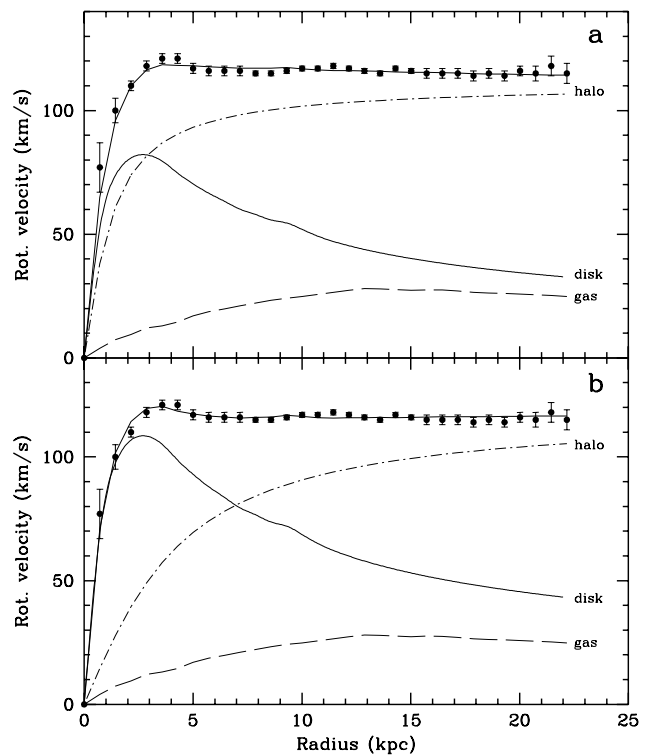 a
100
50
0
Rot. velocity (km/s)
halo
disk
gas
b
100
50
0
Rot. velocity (km/s)
halo
disk
gas
0 5 10 15 20 25
Radius (kpc)